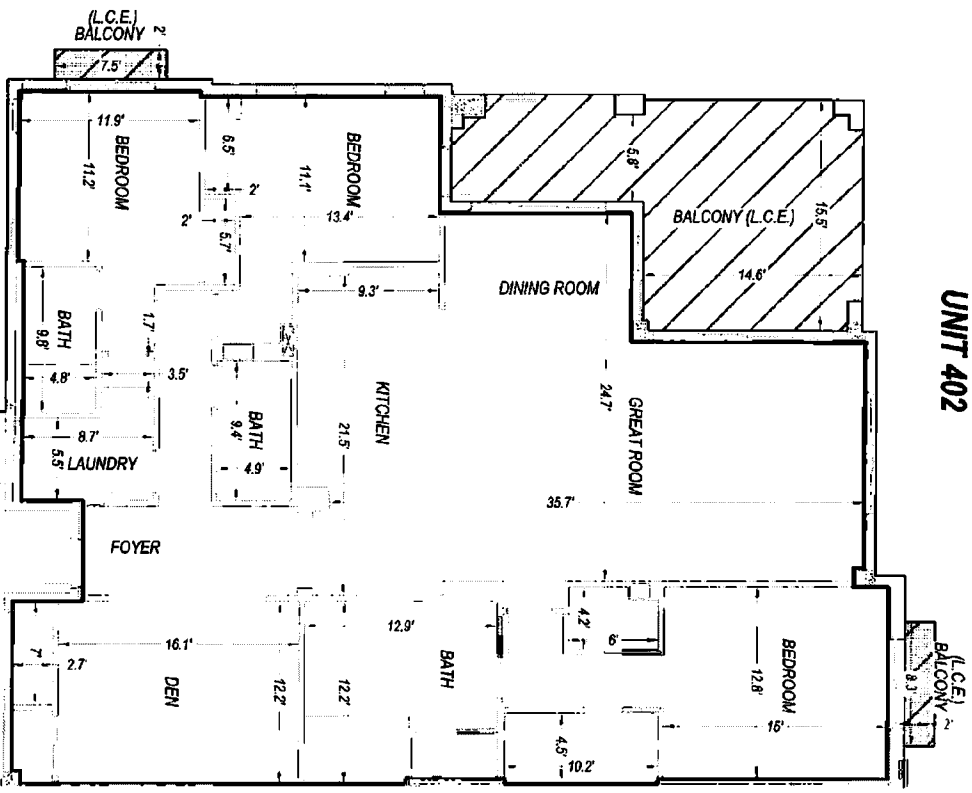 (L.C.E.)
BALCONY
2'
7.5'
11.9'
BEDROOM
11.2'
6.5'
2'
2'
5.7'
BEDROOM
11.1'
13.4'
5.8'
BALCONY (L.C.E.)
15.5'
14.6'
UNIT 402
DINING ROOM
9.3'
BATH
9.8'
4.8'
1.7'
3.5'
8.7'
5.5'
LAUNDRY
BATH
9.4'
4.9'
KITCHEN
21.5'
24.7'
GREAT ROOM
35.7'
FOYER
7'
2.7'
16.1'
DEN
12.2'
12.9'
12.2'
BATH
4.2'
6'
4.5'
10.2'
BEDROOM
12.8'
16'
(L.C.E.)
BALCONY
8.3'
2'